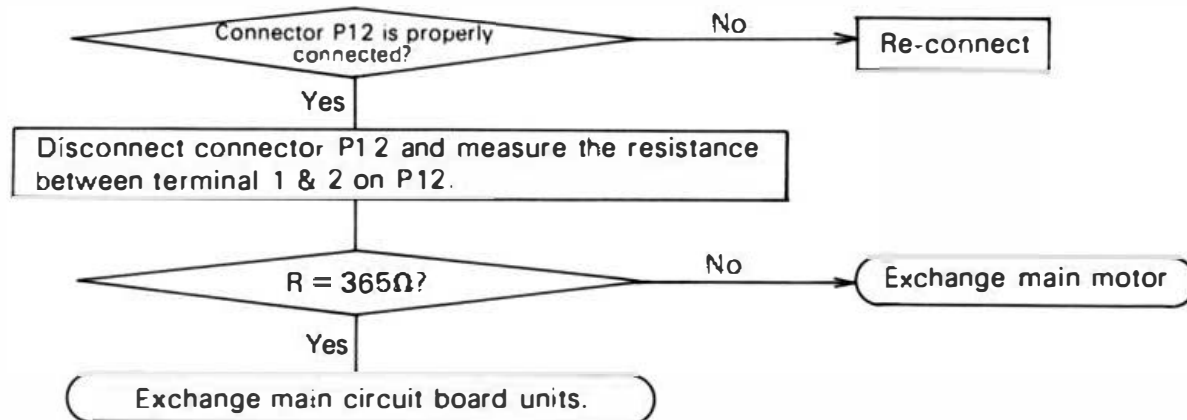 Connector P12 is properly
connected?
No
Re-connect
Yes
Disconnect connector P12 and measure the resistance
between terminal 1 & 2 on P12.
R = 365Ω?
No
Exchange main motor
Yes
Exchange main circuit board units.